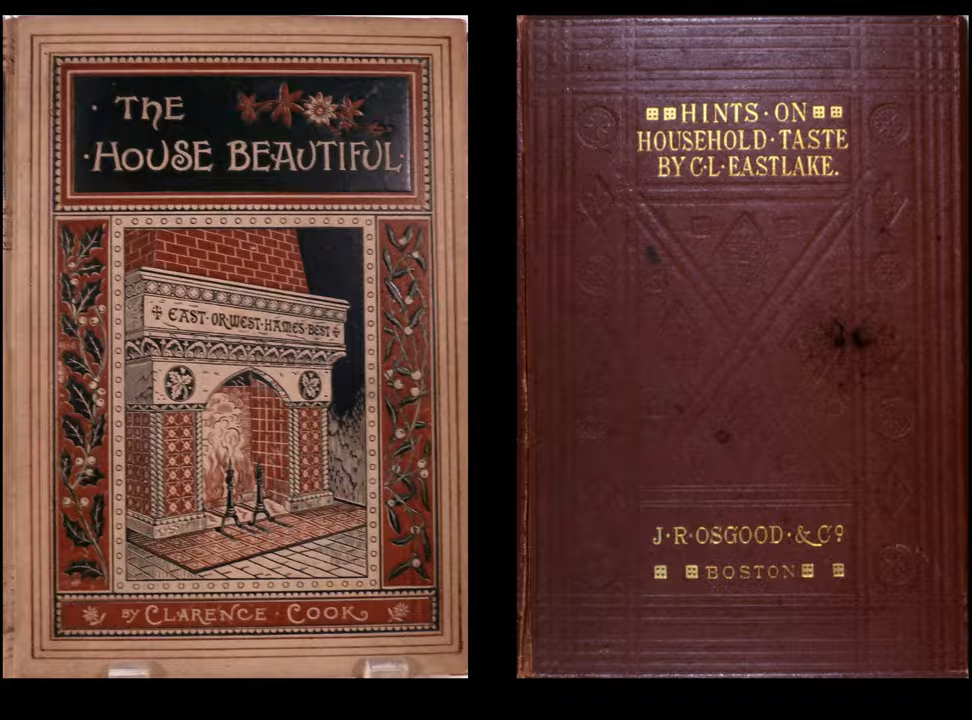 THE
·HOUSE BEAUTIFUL·
EAST·OR·WEST·HAMES·BEST
BY CLARENCE·COOK
HINTS·ON
HOUSEHOLD·TASTE
BY C·L·EASTLAKE.
J·R·OSGOOD·&·Cº
BOSTON